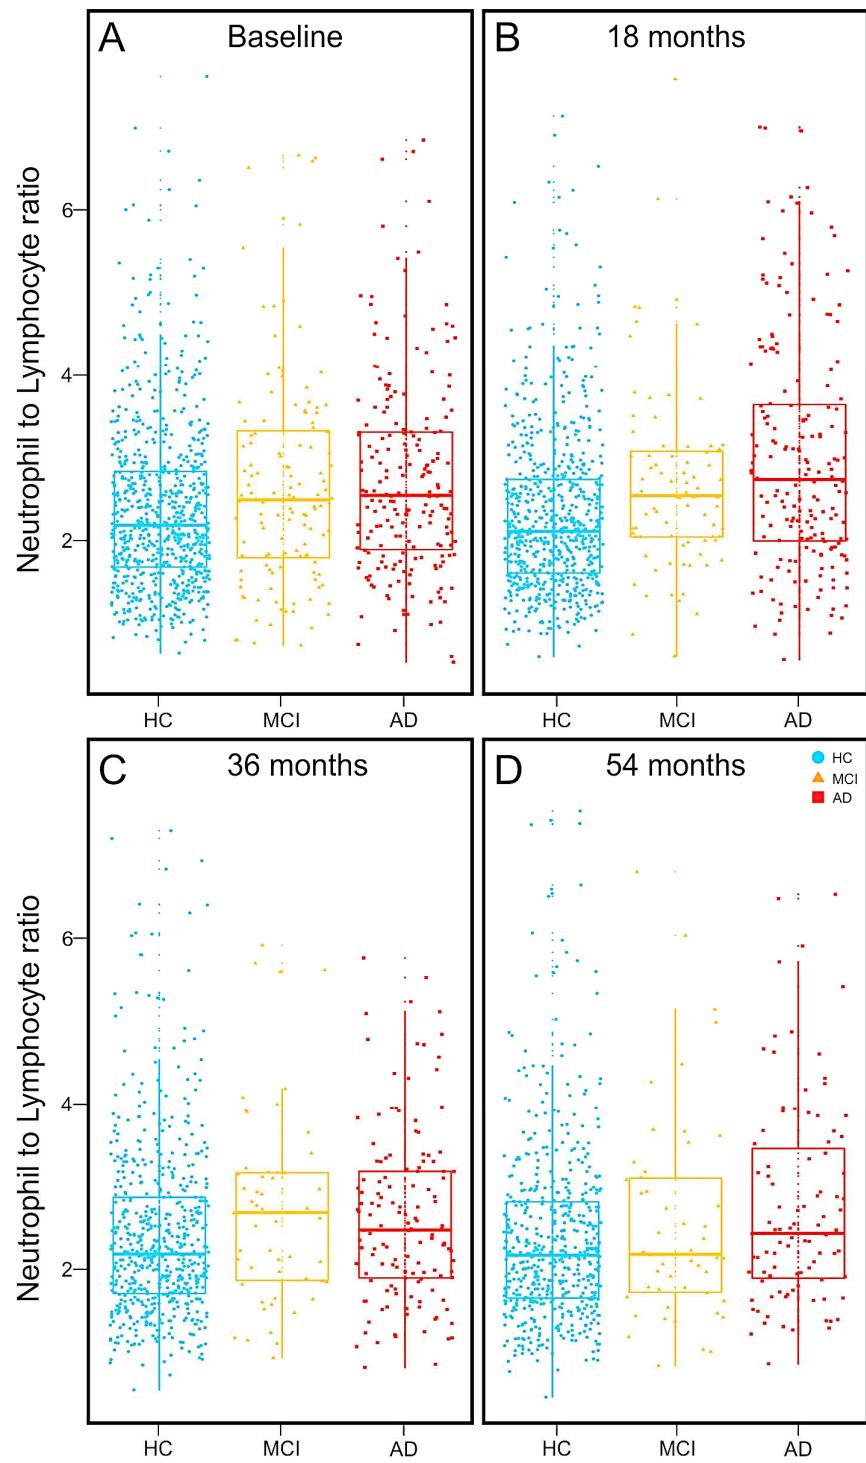 A Baseline
Neutrophil to Lymphocyte ratio
6
4
2
HC MCI AD
B 18 months
HC MCI AD
C 36 months
Neutrophil to Lymphocyte ratio
6
4
2
HC MCI AD
D 54 months
HC
MCI
AD
HC MCI AD